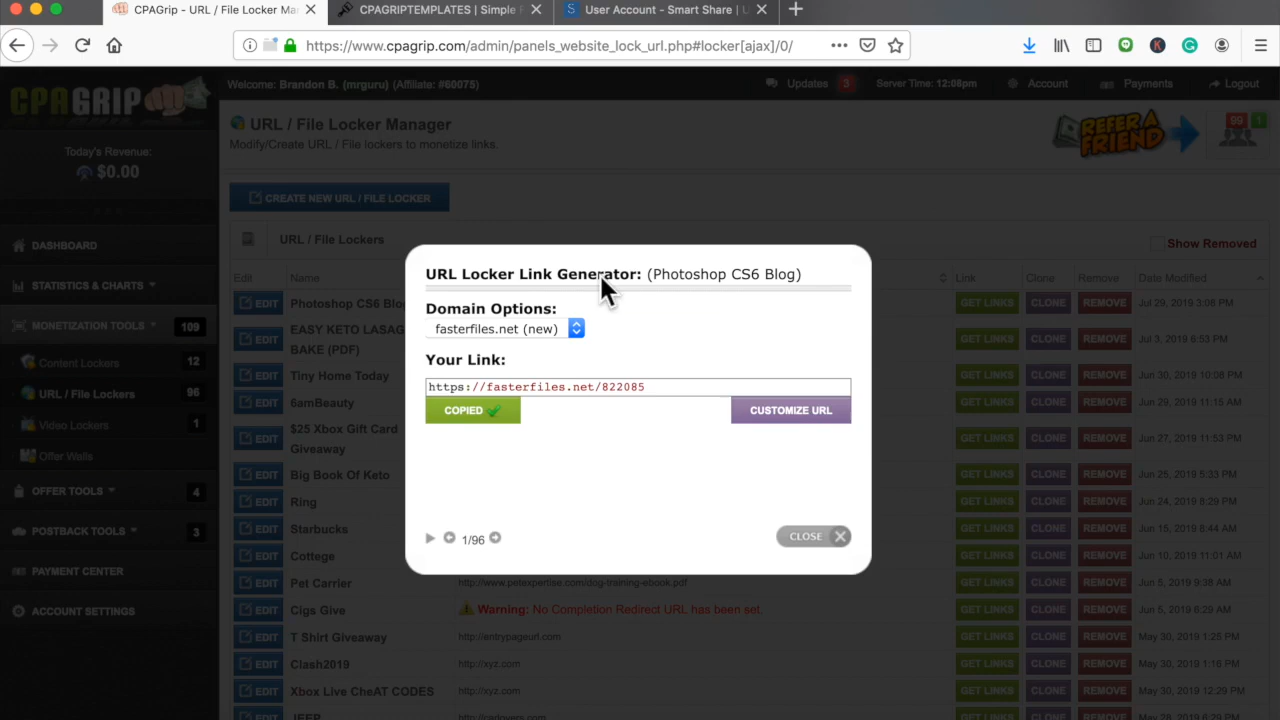 CPAGrip - URL / File Locker Mar
CPAGRIPTEMPLATES | Simple F
User Account - Smart Share | L
https://www.cpagrip.com/admin/panels_website_lock_url.php#locker[ajax]/0/
CPAGRIP
Welcome: Brandon B. (mrguru) (Affiliate: #60075)
Updates 3
Server Time: 12:08pm
Account
Payments
Logout
Today's Revenue:
$0.00
URL / File Locker Manager
Modify/Create URL / File lockers to monetize links.
REFER A FRIEND
99 1
CREATE NEW URL / FILE LOCKER
URL / File Lockers
Show Removed
Edit Name Link Clone Remove Date Modified
DASHBOARD
STATISTICS & CHARTS
MONETIZATION TOOLS 109
Content Lockers 12
URL / File Lockers 96
Video Lockers 1
Offer Walls
OFFER TOOLS 4
POSTBACK TOOLS 3
PAYMENT CENTER
ACCOUNT SETTINGS
EDIT Photoshop CS6 Blog GET LINKS CLONE REMOVE Jul 29, 2019 3:08 PM
EDIT EASY KETO LASAG
BAKE (PDF) GET LINKS CLONE REMOVE Jul 3, 2019 6:53 PM
EDIT Tiny Home Today GET LINKS CLONE REMOVE Jun 30, 2019 10:08 PM
EDIT 6amBeauty GET LINKS CLONE REMOVE Jun 29, 2019 11:15 AM
EDIT $25 Xbox Gift Card
Giveaway GET LINKS CLONE REMOVE Jun 27, 2019 11:53 PM
EDIT Big Book Of Keto GET LINKS CLONE REMOVE Jun 25, 2019 5:33 PM
EDIT Ring GET LINKS CLONE REMOVE Jun 24, 2019 8:29 PM
EDIT Starbucks GET LINKS CLONE REMOVE Jun 15, 2019 8:44 AM
EDIT Cottege GET LINKS CLONE REMOVE Jun 10, 2019 11:01 AM
EDIT Pet Carrier http://www.petexpertise.com/dog-training-ebook.pdf GET LINKS CLONE REMOVE Jun 5, 2019 9:38 AM
EDIT Cigs Give Warning: No Completion Redirect URL has been set. GET LINKS CLONE REMOVE Jun 5, 2019 6:29 AM
EDIT T Shirt Giveaway http://entrypageurl.com GET LINKS CLONE REMOVE May 30, 2019 1:25 PM
EDIT Clash2019 http://xyz.com GET LINKS CLONE REMOVE May 30, 2019 1:16 PM
EDIT Xbox Live CheAT CODES http://xyz.com GET LINKS CLONE REMOVE May 30, 2019 12:29 PM
URL Locker Link Generator: (Photoshop CS6 Blog)
Domain Options:
fasterfiles.net (new)
Your Link:
https://fasterfiles.net/822085
COPIED
CUSTOMIZE URL
1/96
CLOSE